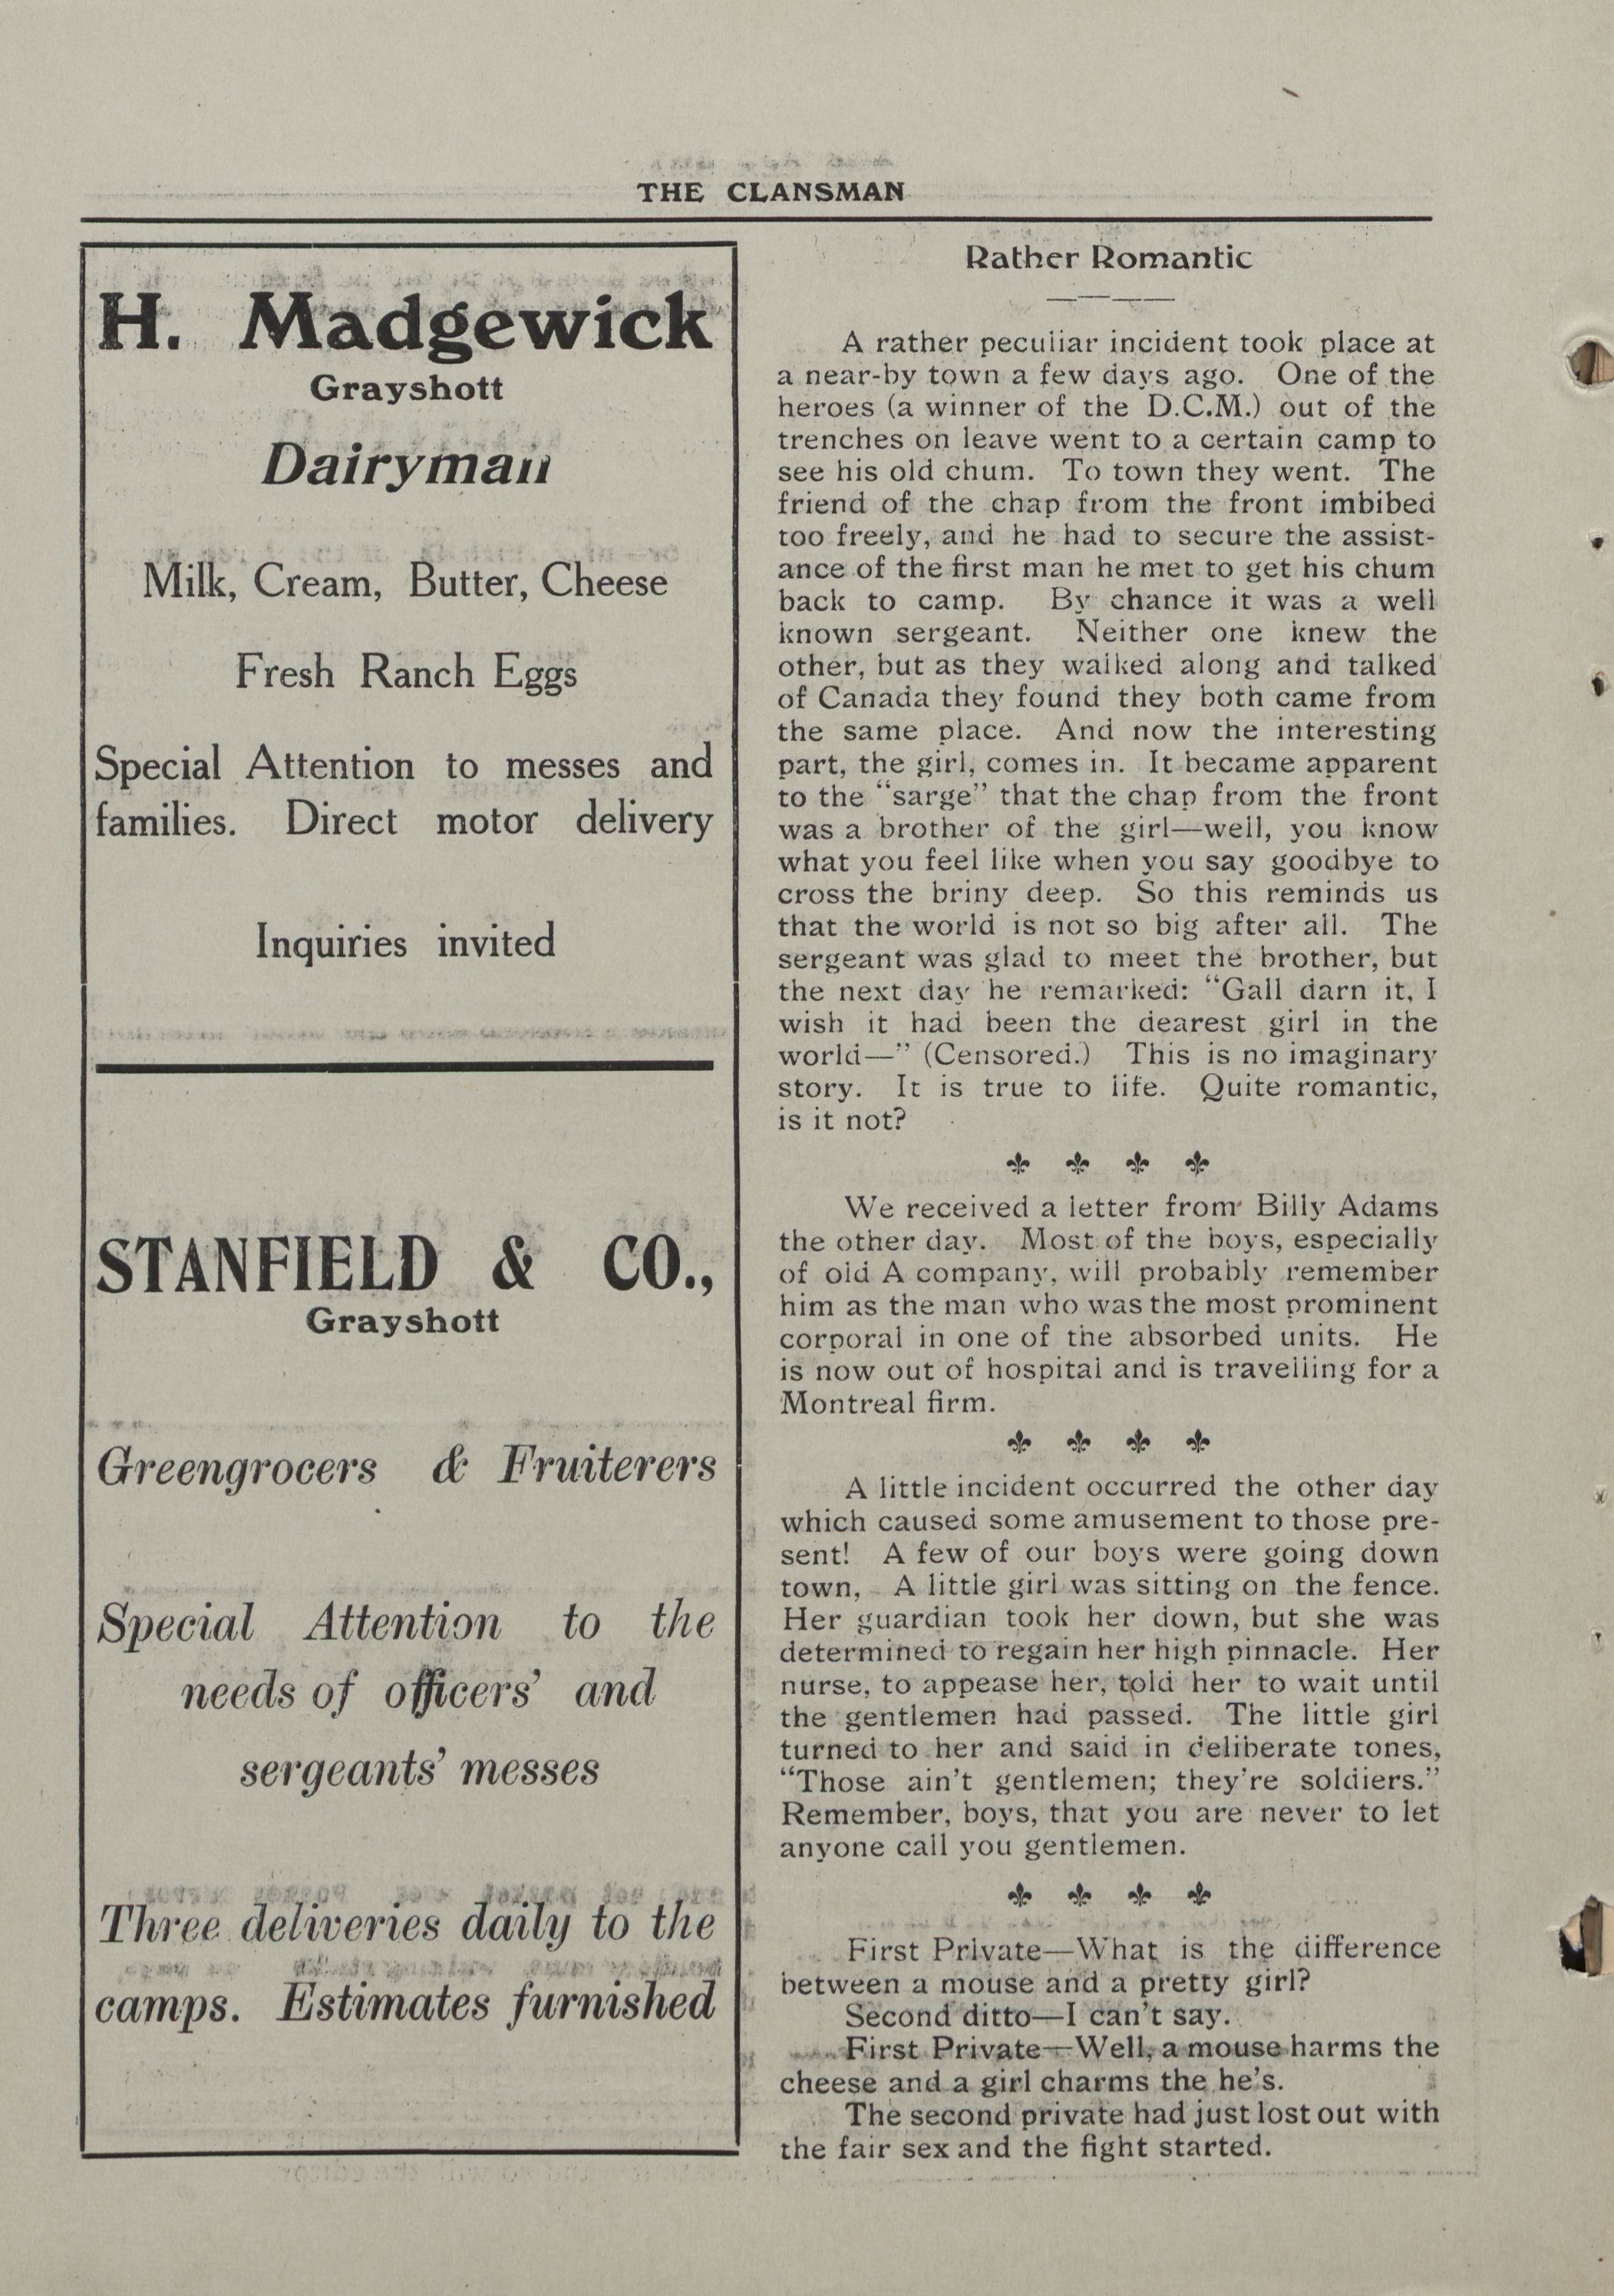 THE CLANSMAN
H. Madgewick
Grayshott
Dairyman
Milk, Cream, Butter, Cheese
Fresh Ranch Eggs
Special Attention to messes and
families. Direct motor delivery
Inquiries invited
STANFIELD & CO.,
Grayshott
Greengrocers & Fruiterers
Special Attention to the
needs of officers' and
sergeants' messes
Three deliveries daily to the
camps. Estimates furnished
Rather Romantic
A rather peculiar incident took place at
a near-by town a few days ago. One of the
heroes (a winner of the D.C.M.) out of the
trenches on leave went to a certain camp to
see his old chum. To town they went. The
friend of the chap from the front imbibed
too freely, and he had to secure the assist-
ance of the first man he met to get his chum
back to camp. By chance it was a well
known sergeant. Neither one knew the
other, but as they walked along and talked
of Canada they found they both came from
the same place. And now the interesting
part, the girl, comes in. It became apparent
to the "sarge" that the chap from the front
was a brother of the girl—well, you know
what you feel like when you say goodbye to
cross the briny deep. So this reminds us
that the world is not so big after all. The
sergeant was glad to meet the brother, but
the next day he remarked: "Gall darn it, I
wish it had been the dearest girl in the
world—" (Censored.) This is no imaginary
story. It is true to life. Quite romantic,
is it not?
We received a letter from Billy Adams
the other day. Most of the boys, especially
of old A company, will probably remember
him as the man who was the most prominent
corporal in one of the absorbed units. He
is now out of hospital and is travelling for a
Montreal firm.
A little incident occurred the other day
which caused some amusement to those pre-
sent! A few of our boys were going down
town, A little girl was sitting on the fence.
Her guardian took her down, but she was
determined to regain her high pinnacle. Her
nurse, to appease her, told her to wait until
the gentlemen had passed. The little girl
turned to her and said in deliberate tones,
"Those ain't gentlemen; they're soldiers."
Remember, boys, that you are never to let
anyone call you gentlemen.
First Private—What is the difference
between a mouse and a pretty girl?
Second ditto—I can't say.
First Private—Well, a mouse harms the
cheese and a girl charms the he's.
The second private had just lost out with
the fair sex and the fight started.